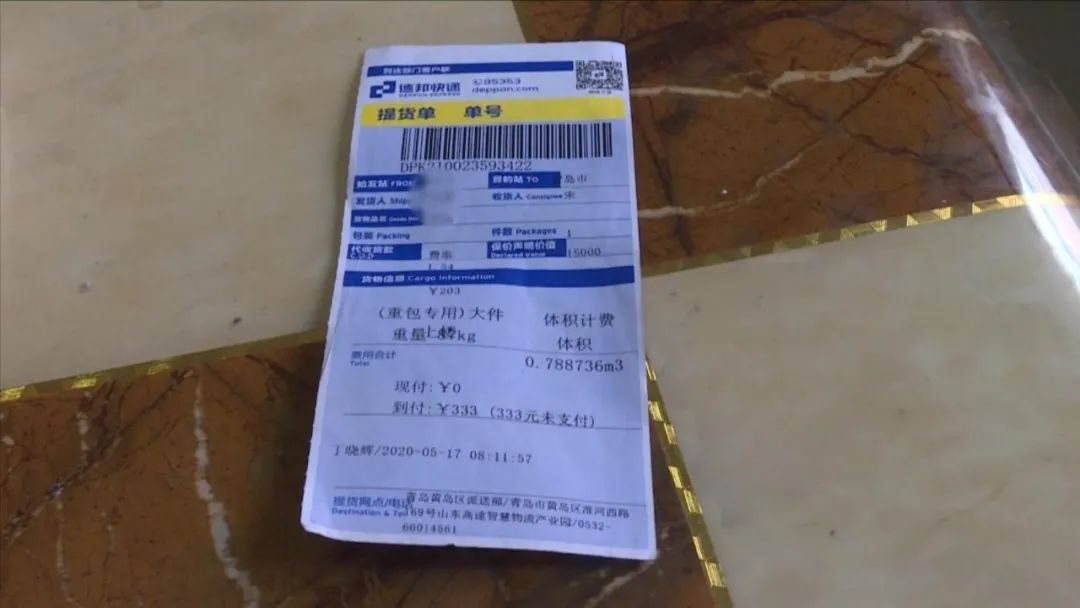 到达部门客户联
德邦快递 95353
DEPPON EXPRESS deppon.com
提货单 单号
DPK210023593422
始发站 FROM 目的站 TO 岛市
发货人 Ship 收货人 Consignee 宋
货物品名 Goods
包装 Packing 件数 Packages 1
代收货款 C.O.D 费率 保价声明价值 Declared Value 15000
1.54
货物信息 Cargo Information
¥203
(重包专用)大件 体积计费
重量 kg 体积
费用合计 Total 0.788736m3
现付:¥0
到付:¥333 (333元未支付)
丁晓辉/2020-05-17 08:11:57
提货网点/电话 青岛黄岛区派送部/青岛市黄岛区淮河西路
Destination & Tel 69号山东高速智慧物流产业园/0532-
66014561